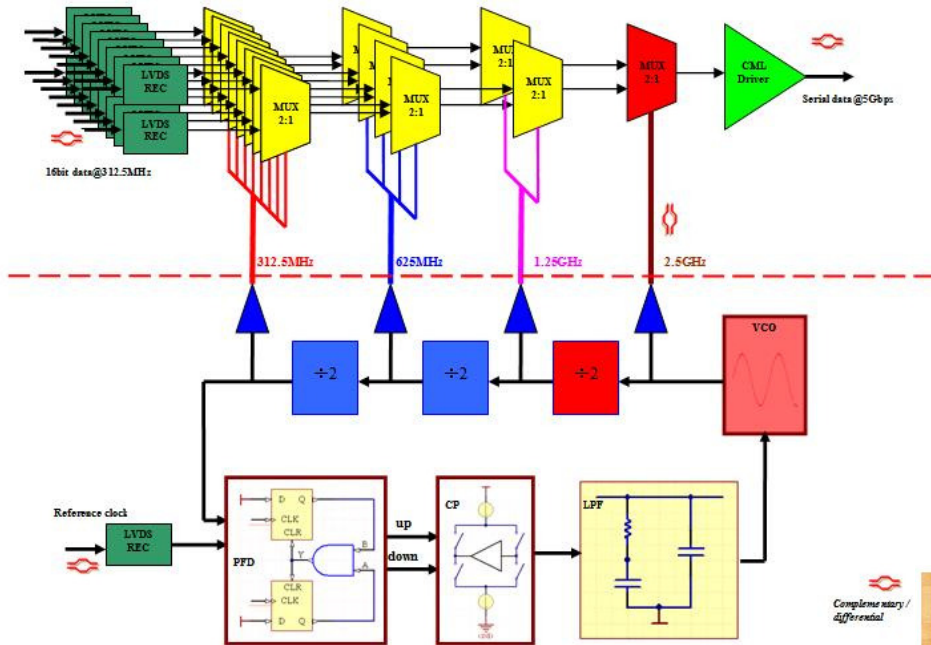 LVDS
REC
LVDS
REC
MUX
2:1
MUX
2:1
MUX
2:1
MUX
2:1
MUX
2:1
CML
Driver
Serial data @5Gbps
16bit data@312.5MHz
312.5MHz
625MHz
1.25GHz
2.5GHz
VCO
÷2
÷2
÷2
Reference clock
LVDS
REC
PFD
D Q
CLK
CLR
Y
B
A
CLR
CLK
D Q
up
down
CP
LPF
Complementary /
differential